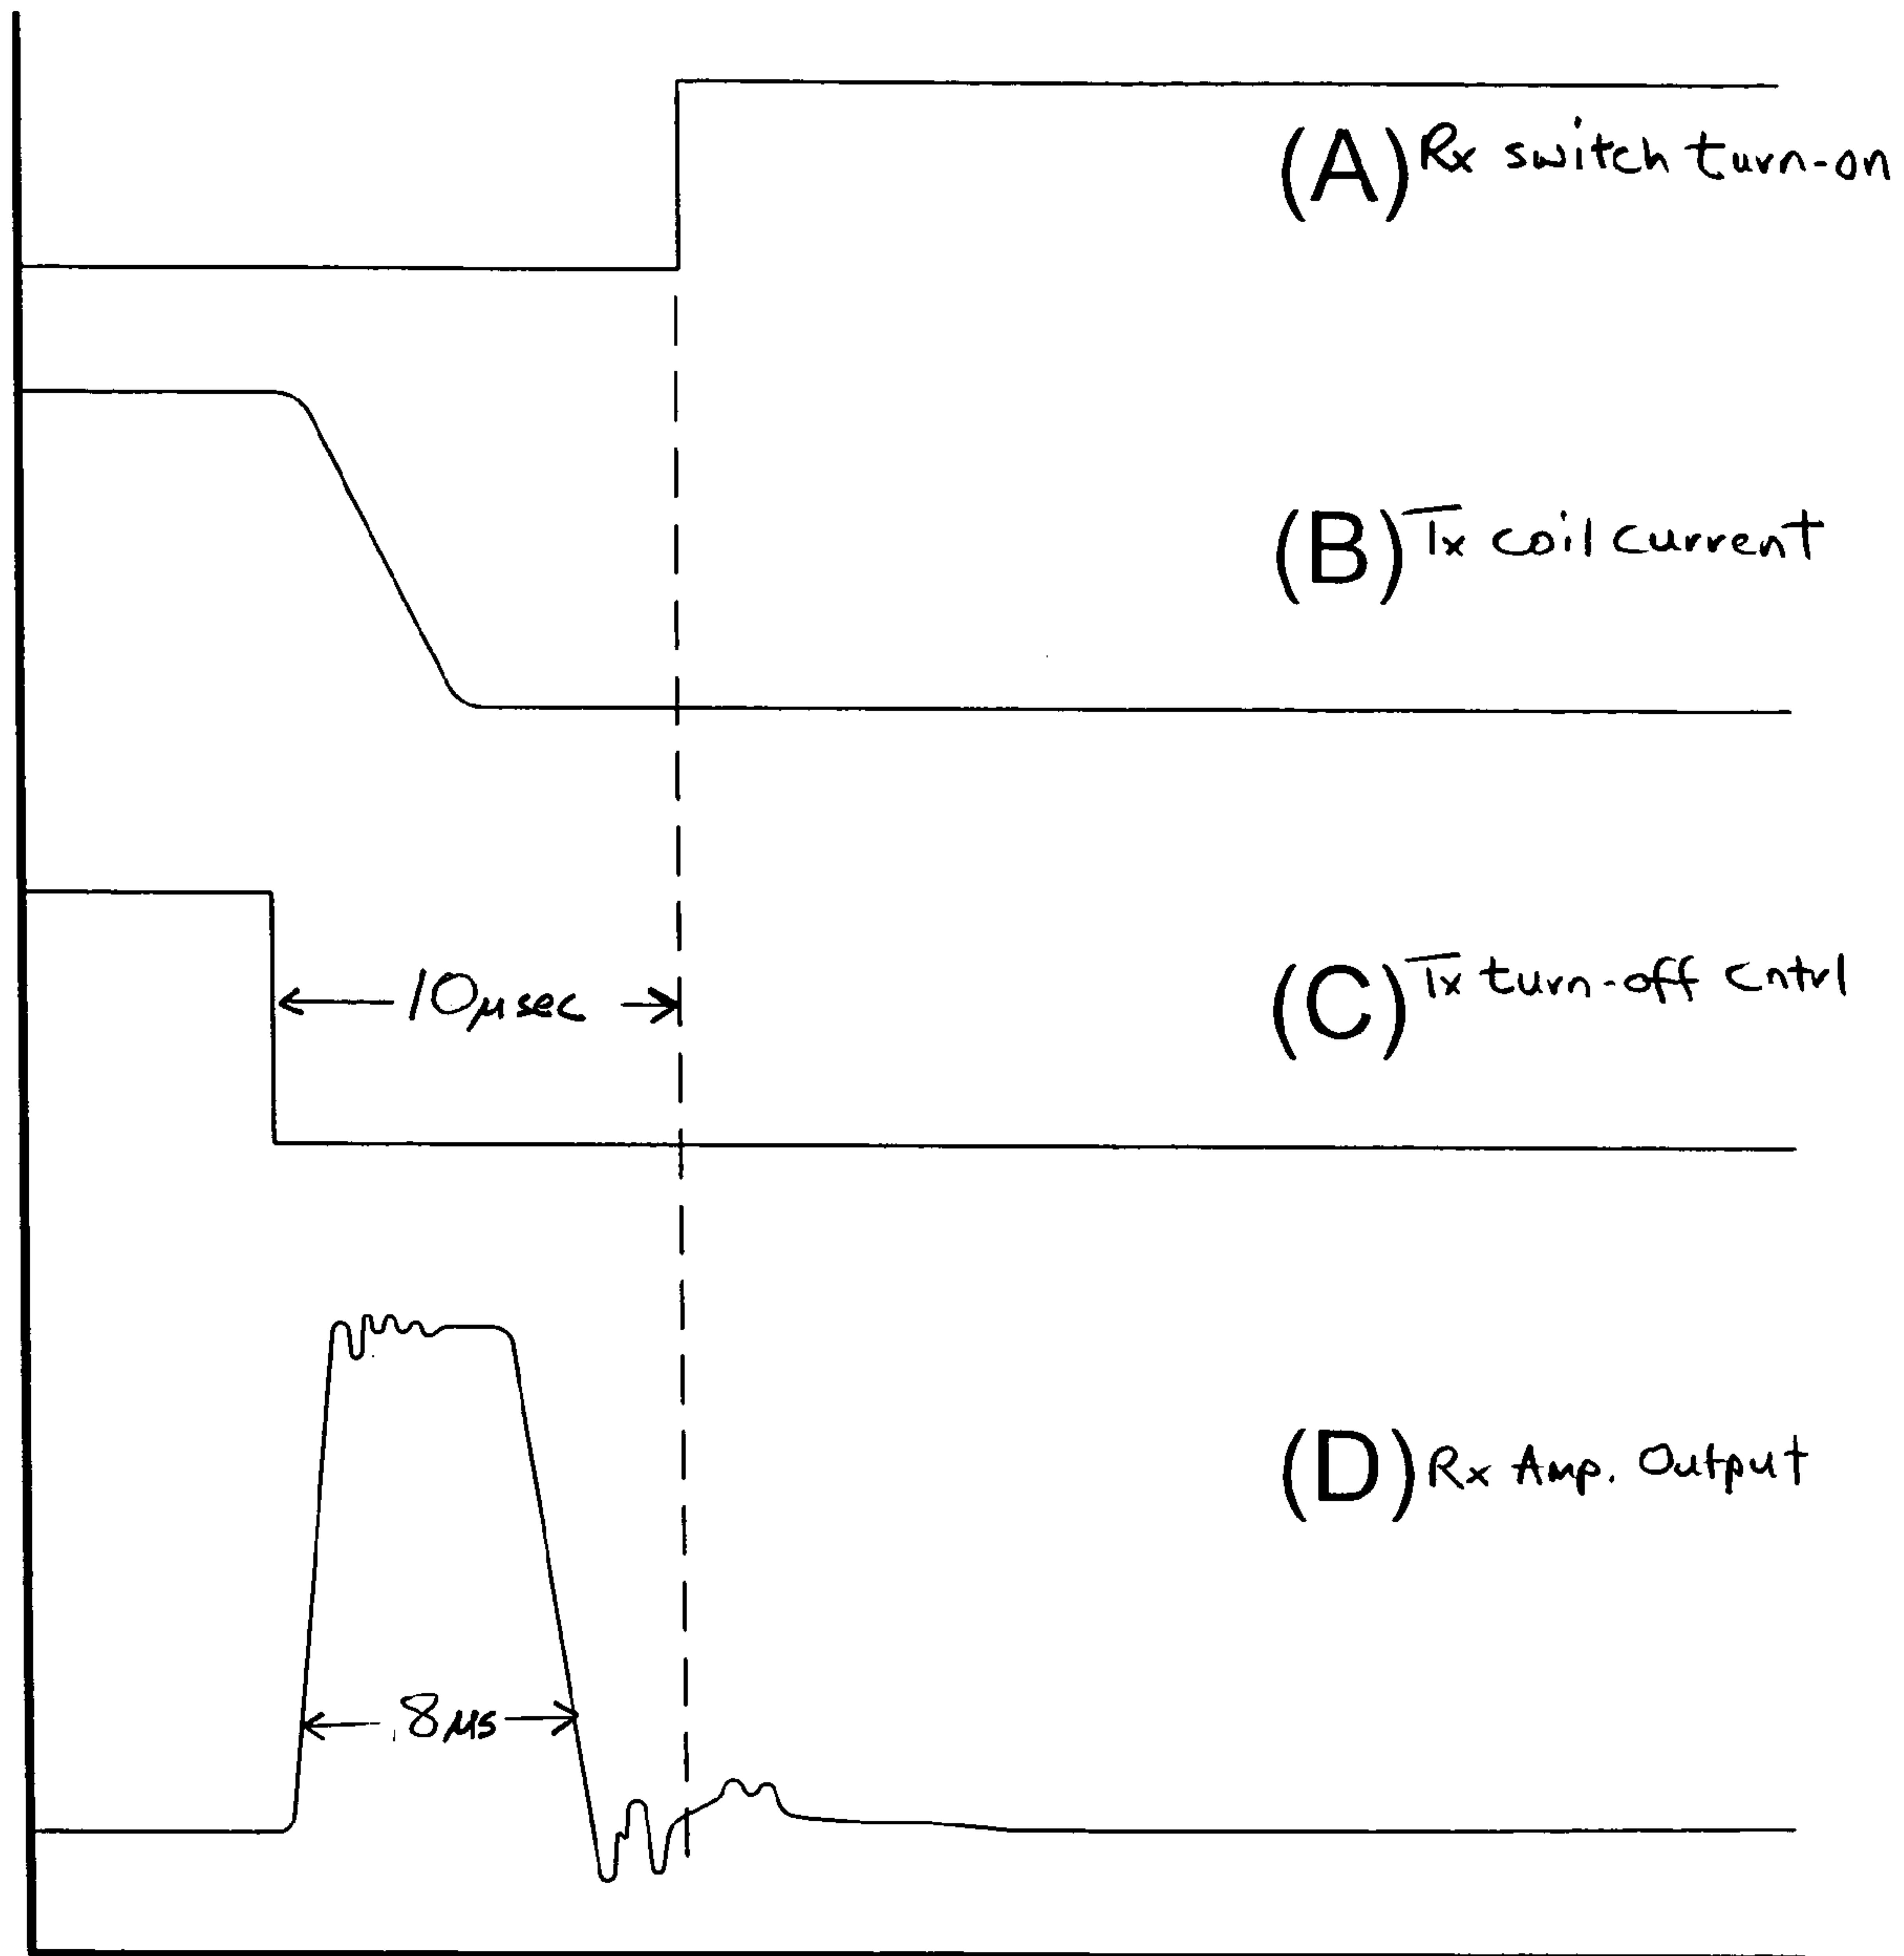 (A) Rx switch turn-on
(B) Tx coil current
10μsec
(C) Tx turn-off cntrl
(D) Rx Amp. Output
.8μs